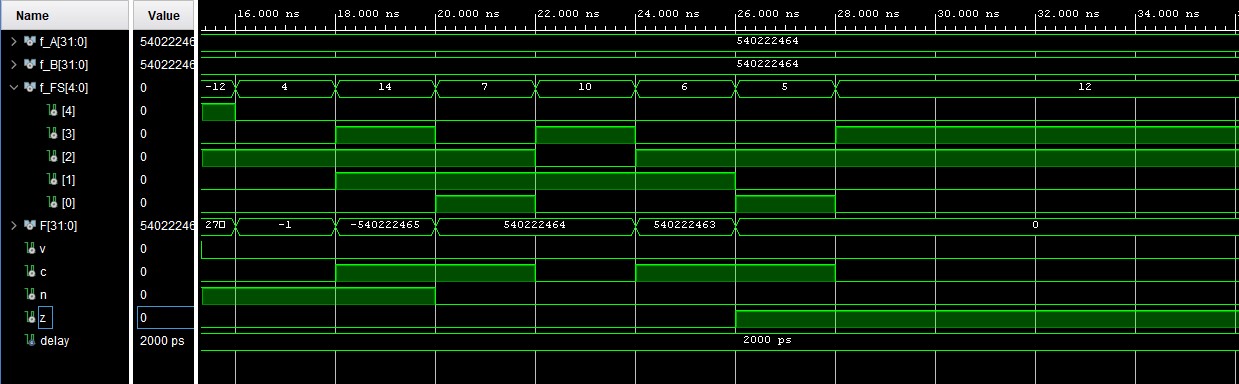 Name Value 16.000 ns 18.000 ns 20.000 ns 22.000 ns 24.000 ns 26.000 ns 28.000 ns 30.000 ns 32.000 ns 34.000 ns
f_A[31:0] 54022246 540222464
f_B[31:0] 54022246 540222464
f_FS[4:0] 0 -12 4 14 7 10 6 5 12
[4] 0
[3] 0
[2] 0
[1] 0
[0] 0
F[31:0] 54022246 27 -1 -540222465 540222464 540222463 0
v 0
c 0
n 0
z 0
delay 2000 ps 2000 ps